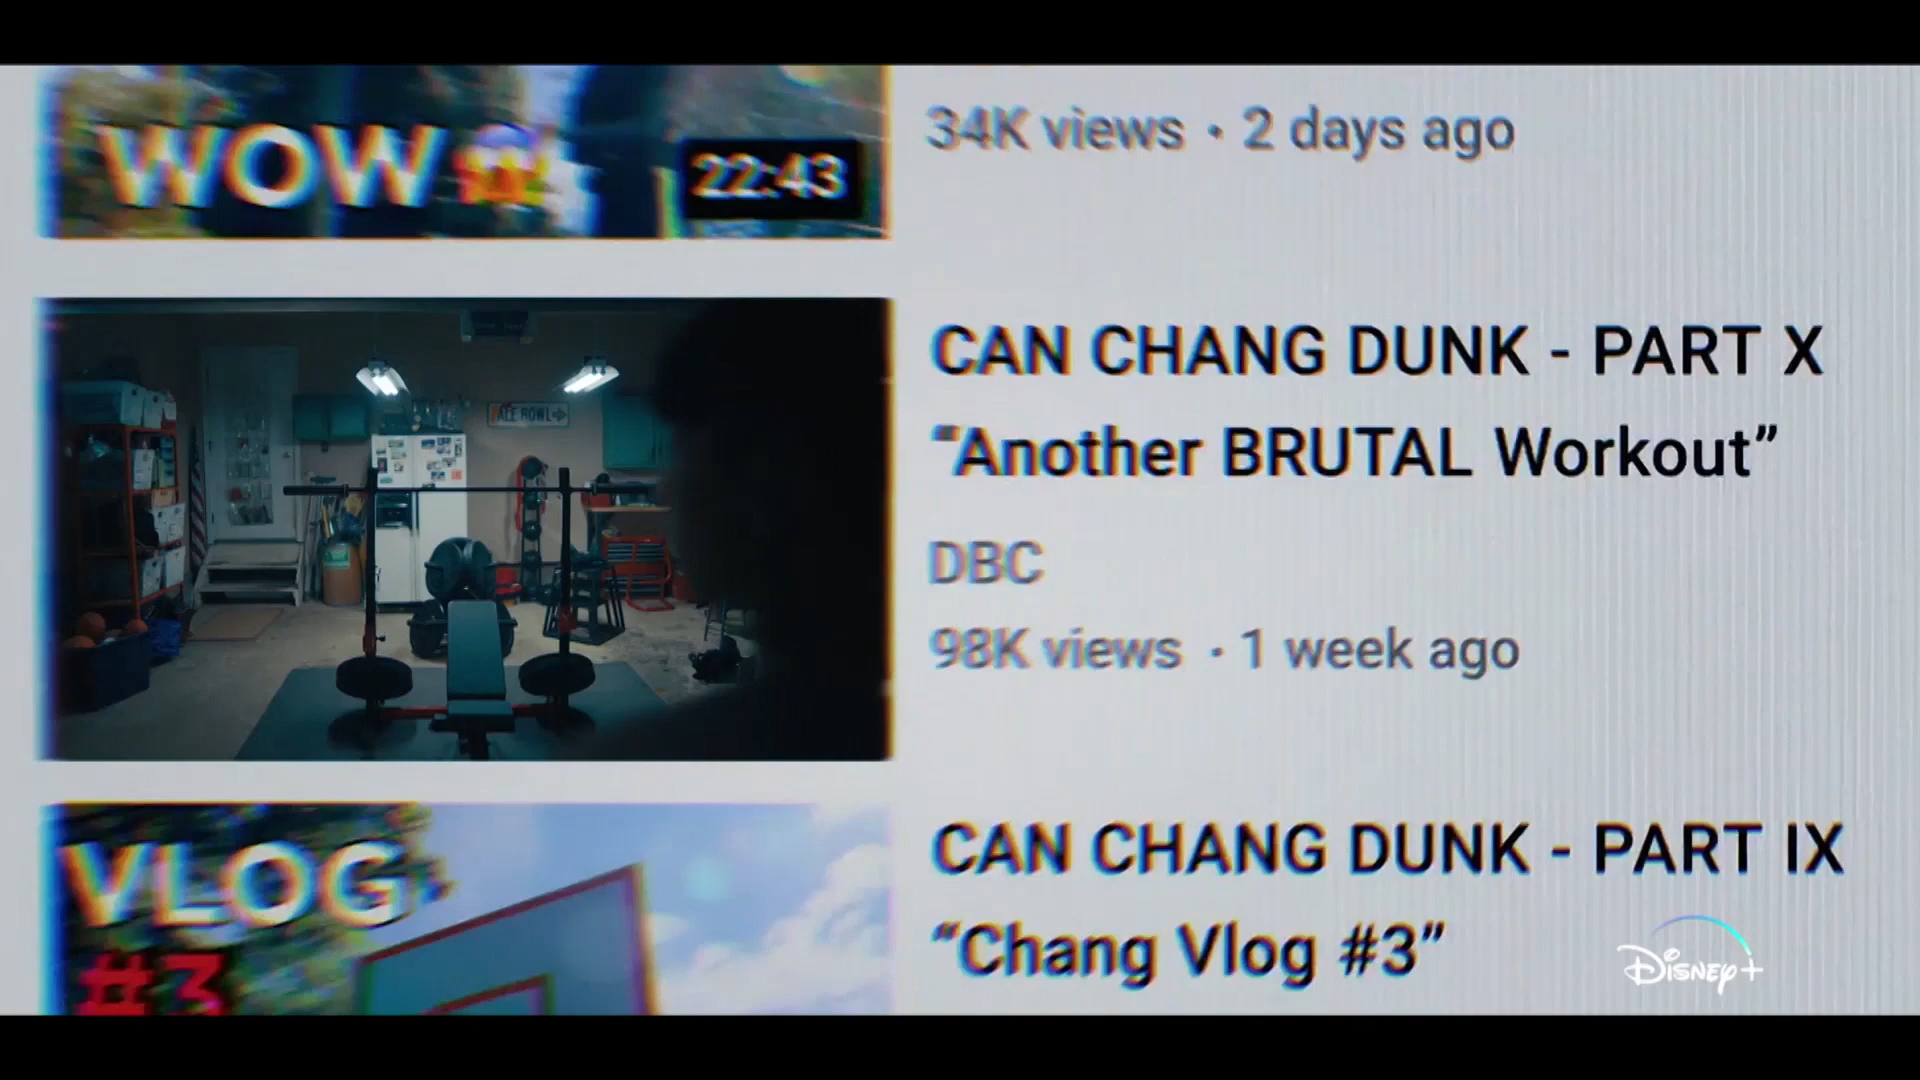 WOW
22:43
34K views • 2 days ago
CAN CHANG DUNK - PART X
“Another BRUTAL Workout”
DBC
98K views • 1 week ago
VLOG
#3
CAN CHANG DUNK - PART IX
“Chang Vlog #3”
Disney+